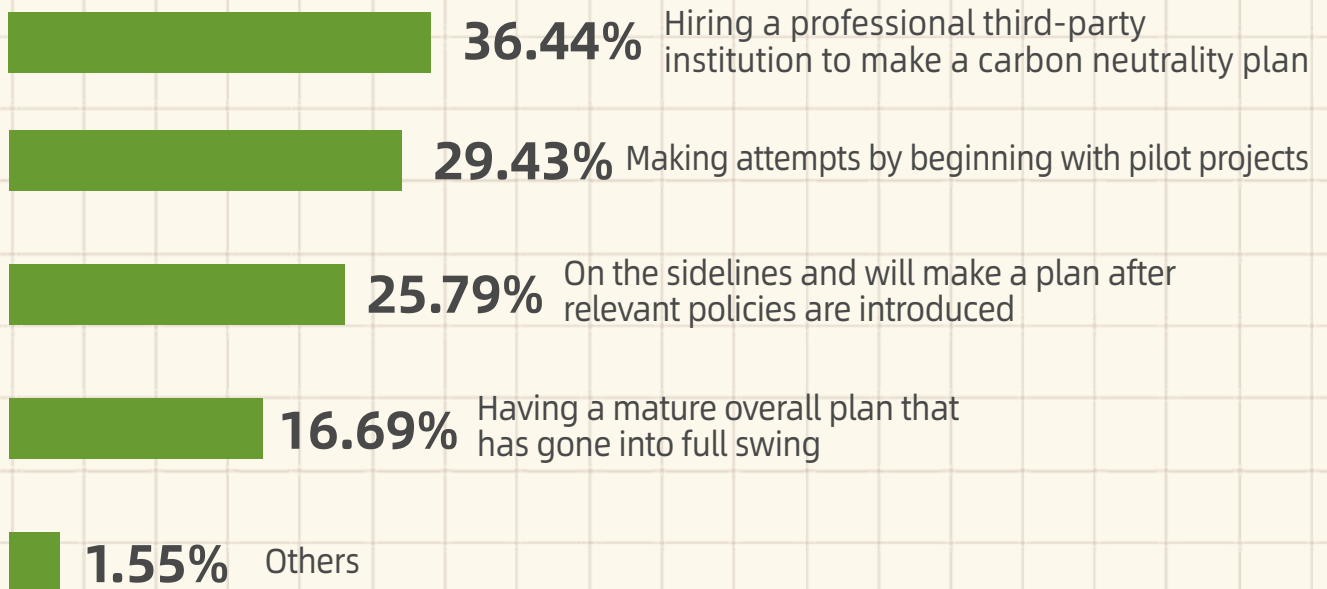 36.44% Hiring a professional third-party
institution to make a carbon neutrality plan
29.43% Making attempts by beginning with pilot projects
25.79% On the sidelines and will make a plan after
relevant policies are introduced
16.69% Having a mature overall plan that
has gone into full swing
1.55% Others